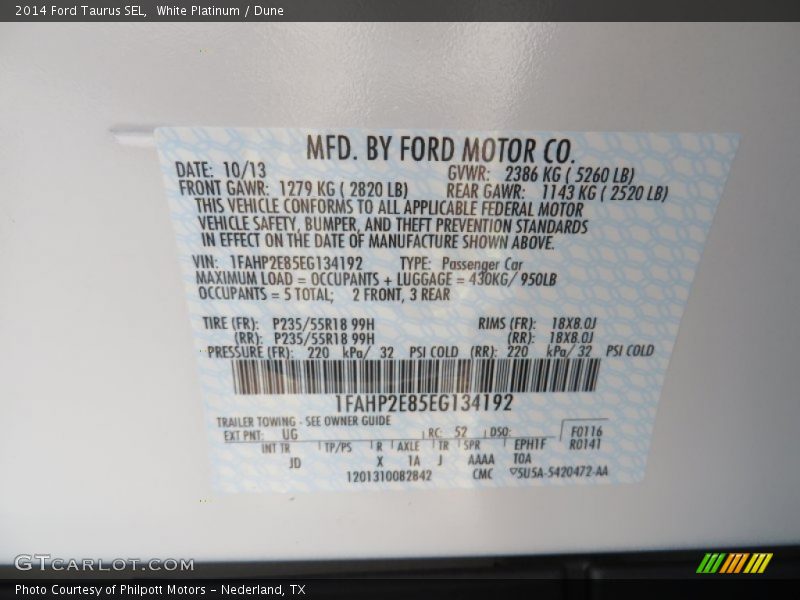 2014 Ford Taurus SEL,  White Platinum / Dune
MFD. BY FORD MOTOR CO.
DATE: 10/13 GVWR: 2386 KG ( 5260 LB)
FRONT GAWR: 1279 KG ( 2820 LB) REAR GAWR: 1143 KG ( 2520 LB)
THIS VEHICLE CONFORMS TO ALL APPLICABLE FEDERAL MOTOR
VEHICLE SAFETY, BUMPER, AND THEFT PREVENTION STANDARDS
IN EFFECT ON THE DATE OF MANUFACTURE SHOWN ABOVE.
VIN: 1FAHP2E85EG134192 TYPE: Passenger Car
MAXIMUM LOAD = OCCUPANTS + LUGGAGE = 430KG/ 950LB
OCCUPANTS = 5 TOTAL; 2 FRONT, 3 REAR
TIRE (FR): P235/55R18 99H RIMS (FR): 18X8.0J
(RR): P235/55R18 99H (RR): 18X8.0J
PRESSURE (FR): 220 kPa/ 32 PSI COLD (RR): 220 kPa/ 32 PSI COLD
1FAHP2E85EG134192
TRAILER TOWING - SEE OWNER GUIDE
EXT PNT: UG RC: 52 DSO: F0116
INT TR TP/PS R AXLE TR SPR EPH1F R0141
JD X 1A J AAAA TOA
1201310082842 CMC ▽5U5A-5420472-AA
GTCARLOT.COM
Photo Courtesy of Philpott Motors - Nederland, TX